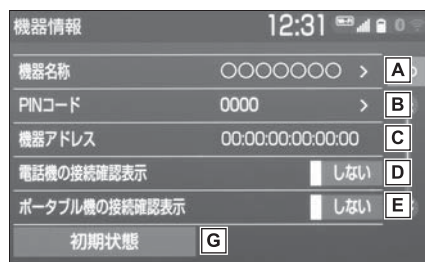 機器情報 12:31
機器名称 ○○○○○○○ > A
PINコード 0000 > B
機器アドレス 00:00:00:00:00:00 C
電話機の接続確認表示 しない D
ポータブル機の接続確認表示 しない E
初期状態 G